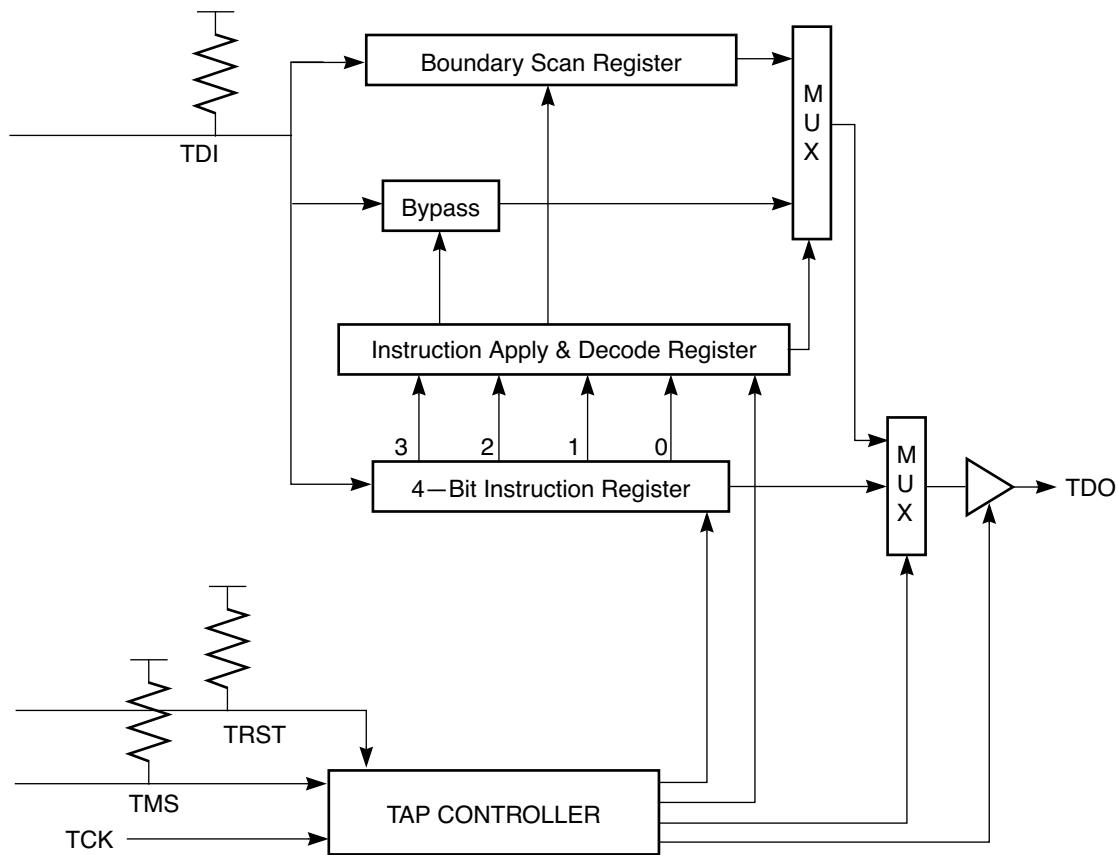 Boundary Scan Register
M
U
X
TDI
Bypass
Instruction Apply & Decode Register
3 2 1 0
4—Bit Instruction Register
M
U
X
TDO
TRST
TMS
TAP CONTROLLER
TCK